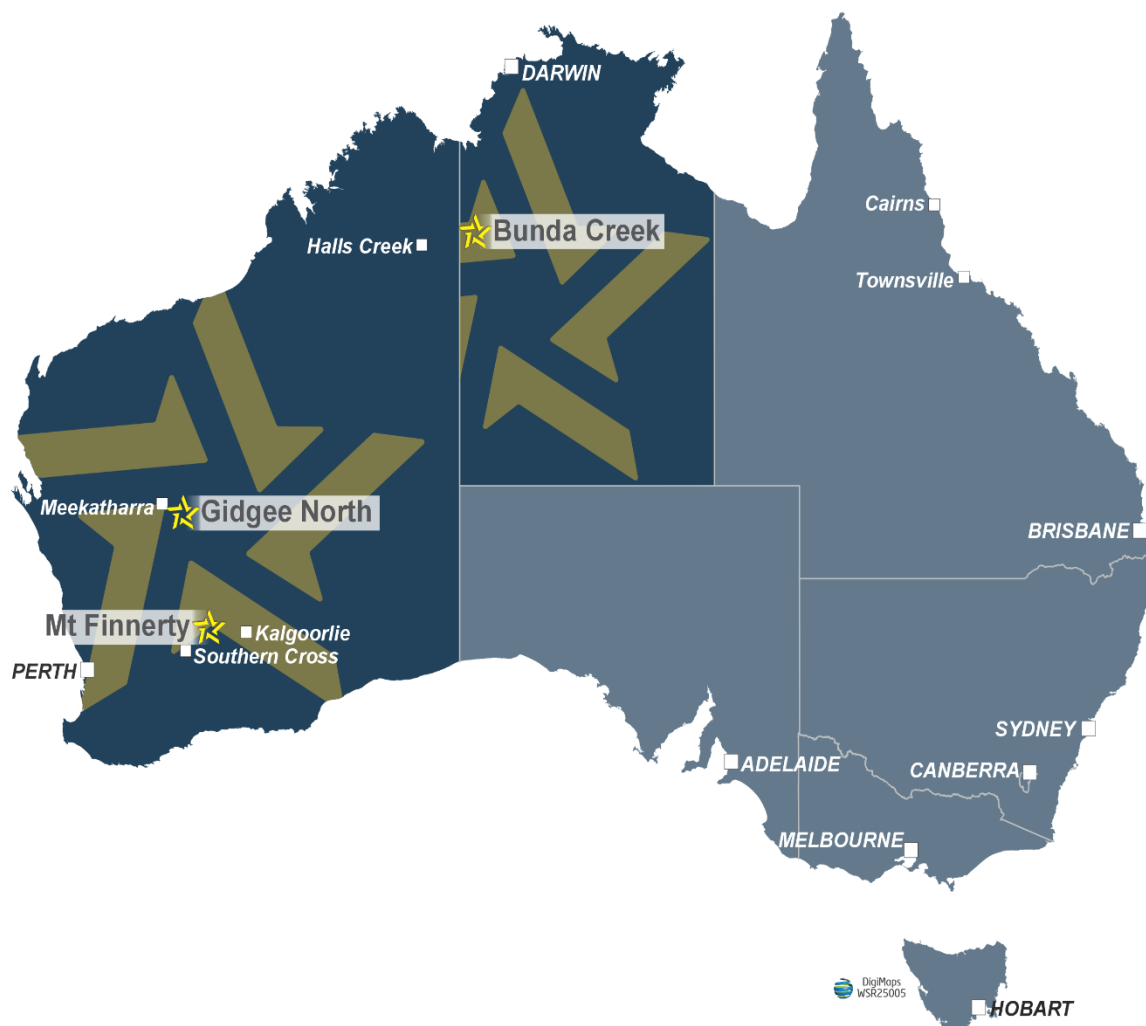 DARWIN
Cairns
Bunda Creek
Halls Creek
Townsville
Meekatharra
Gidgee North
BRISBANE
Mt Finnerty
Kalgoorlie
Southern Cross
PERTH
SYDNEY
ADELAIDE
CANBERRA
MELBOURNE
DigiMaps
WSR25005
HOBART